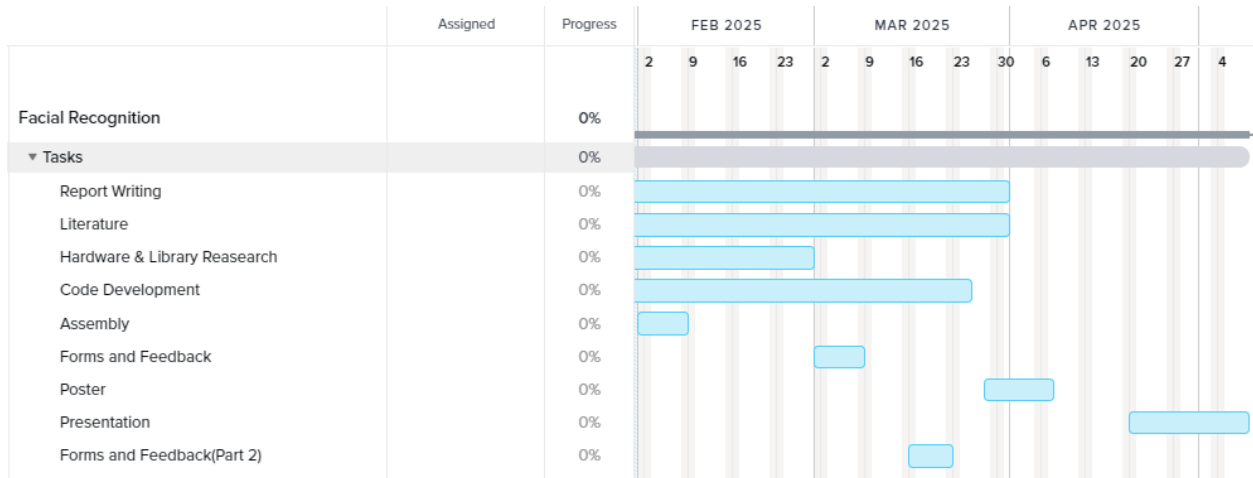 Assigned Progress FEB 2025 MAR 2025 APR 2025
2 9 16 23 2 9 16 23 30 6 13 20 27 4
Facial Recognition 0%
Tasks 0%
Report Writing 0%
Literature 0%
Hardware & Library Reasearch 0%
Code Development 0%
Assembly 0%
Forms and Feedback 0%
Poster 0%
Presentation 0%
Forms and Feedback(Part 2) 0%